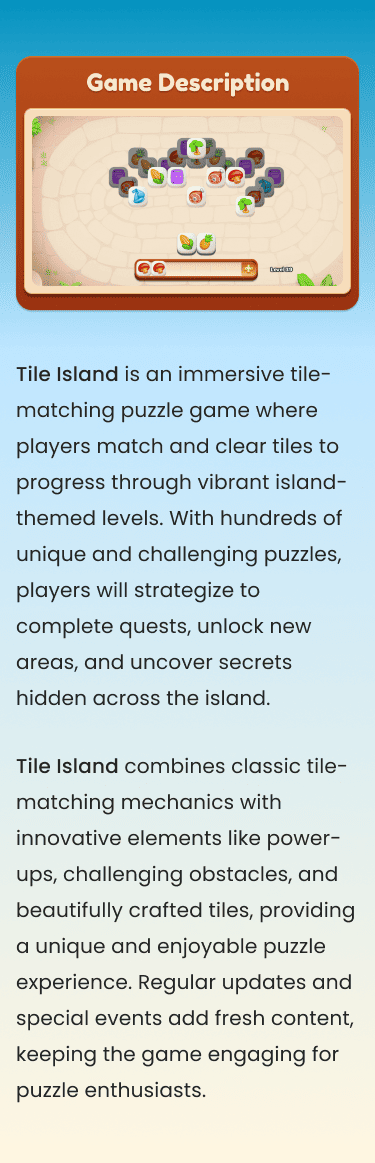 Game Description
Level 39
Tile Island is an immersive tile-
matching puzzle game where
players match and clear tiles to
progress through vibrant island-
themed levels. With hundreds of
unique and challenging puzzles,
players will strategize to
complete quests, unlock new
areas, and uncover secrets
hidden across the island.
Tile Island combines classic tile-
matching mechanics with
innovative elements like power-
ups, challenging obstacles, and
beautifully crafted tiles, providing
a unique and enjoyable puzzle
experience. Regular updates and
special events add fresh content,
keeping the game engaging for
puzzle enthusiasts.